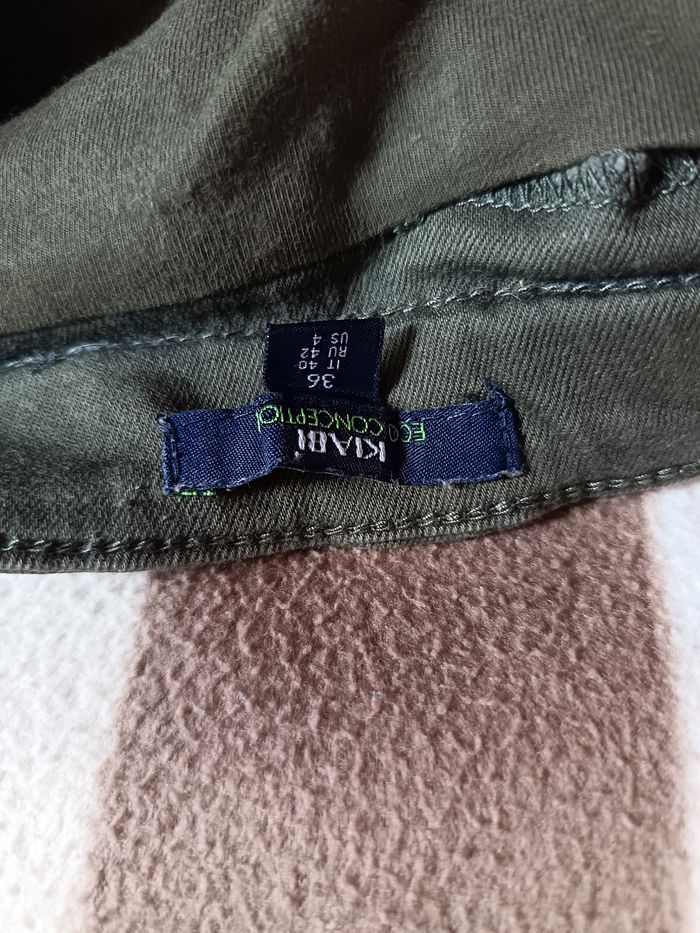 KIABI
ECO CONCEPTIO
36
IT 40
RU 42
US 4